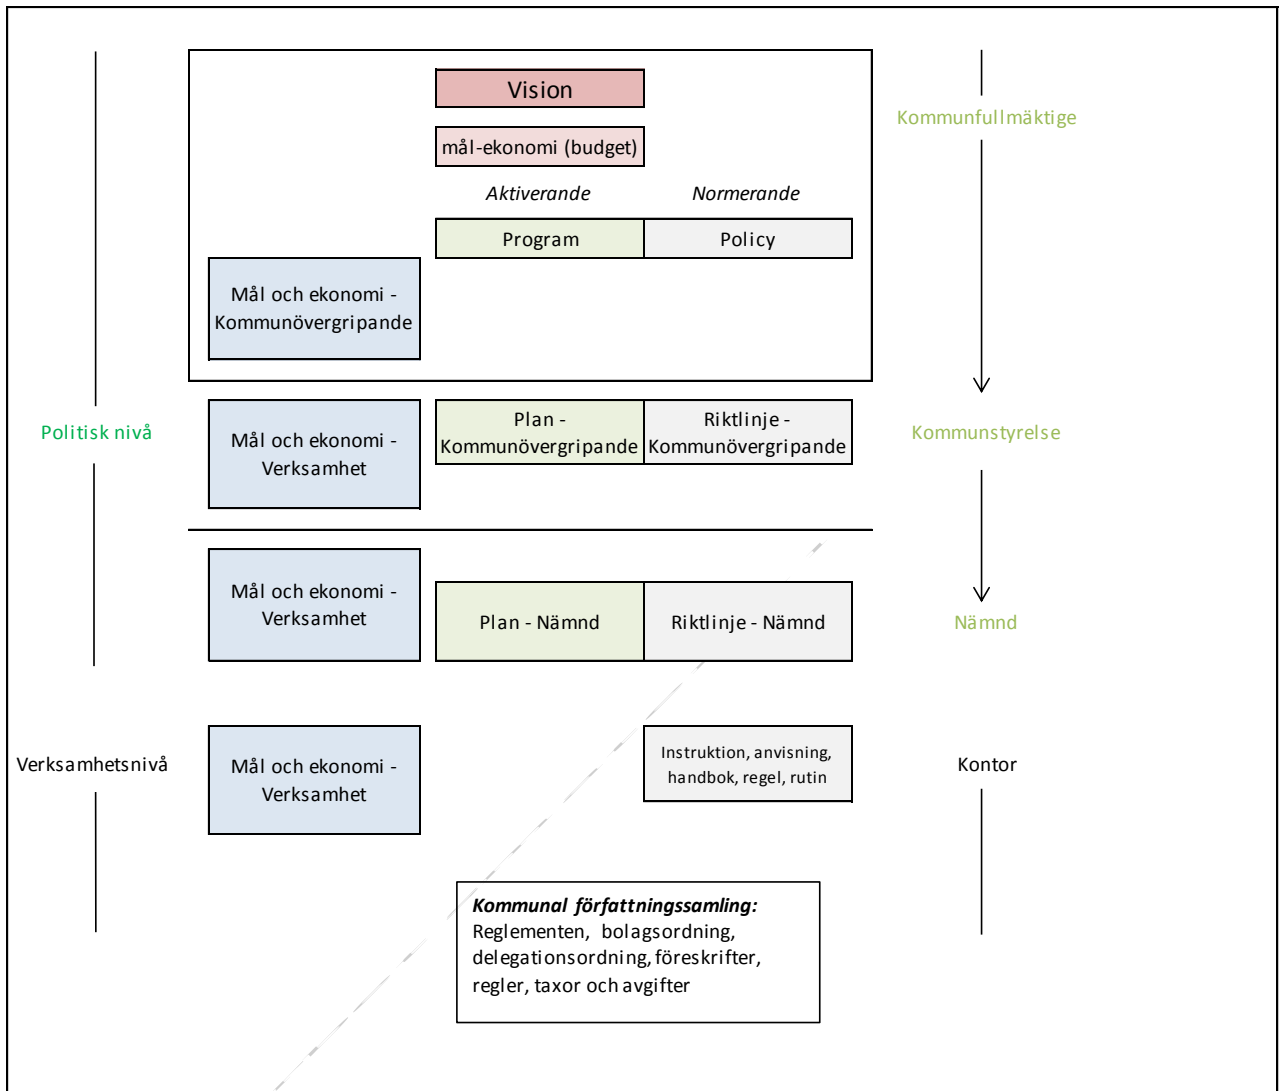 Vision
Kommunfullmäktige
mål-ekonomi (budget)
Aktiverande
Normerande
Program
Policy
Mål och ekonomi -
Kommunövergripande
Politisk nivå
Mål och ekonomi -
Verksamhet
Plan -
Kommunövergripande
Riktlinje -
Kommunövergripande
Kommunstyrelse
Mål och ekonomi -
Verksamhet
Plan - Nämnd
Riktlinje - Nämnd
Nämnd
Verksamhetsnivå
Mål och ekonomi -
Verksamhet
Instruktion, anvisning,
handbok, regel, rutin
Kontor
Kommunal författningssamling:
Reglementen, bolagsordning,
delegationsordning, föreskrifter,
regler, taxor och avgifter